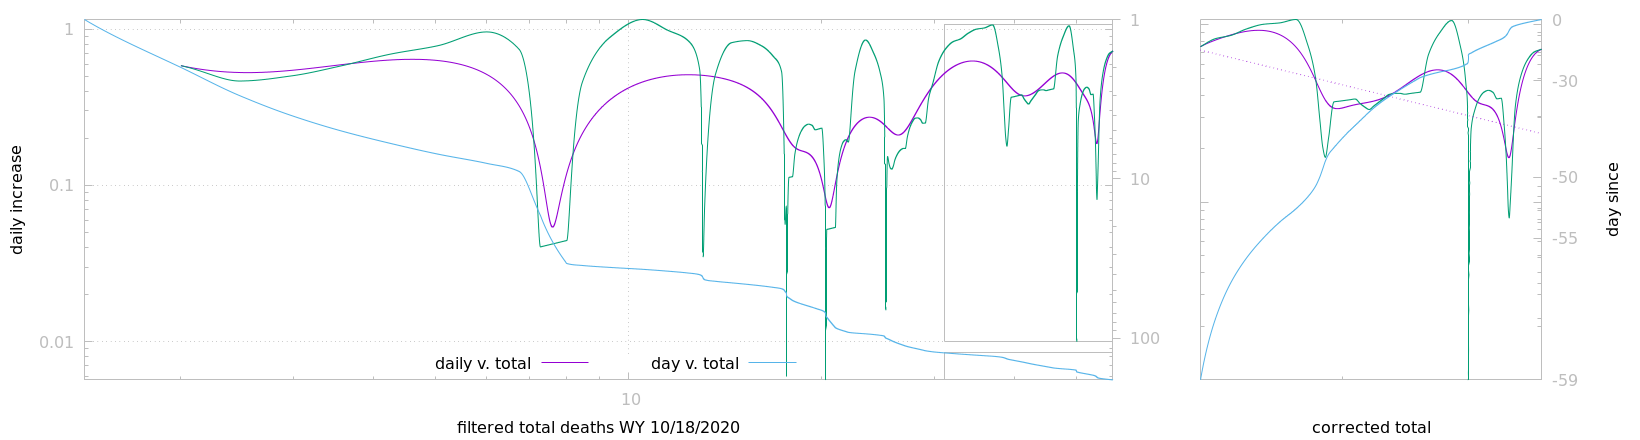 1
0.1
0.01
daily increase
daily v. total
day v. total
10
filtered total deaths WY 10/18/2020
1
10
100
0
-30
-50
-55
-59
day since
corrected total